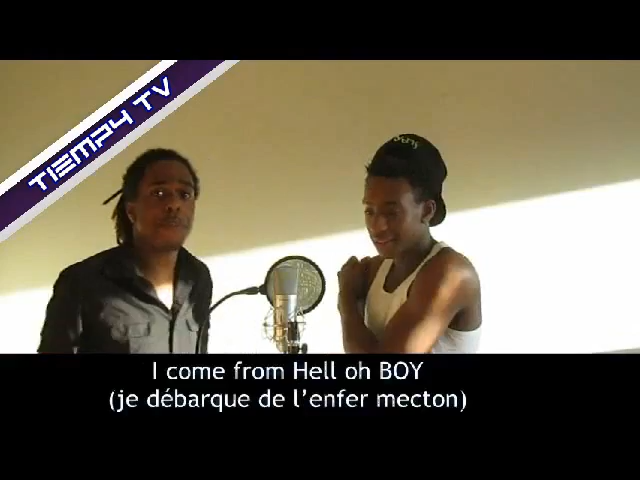 TIEMPY TV
I come from Hell oh BOY
(je débarque de l'enfer mecton)